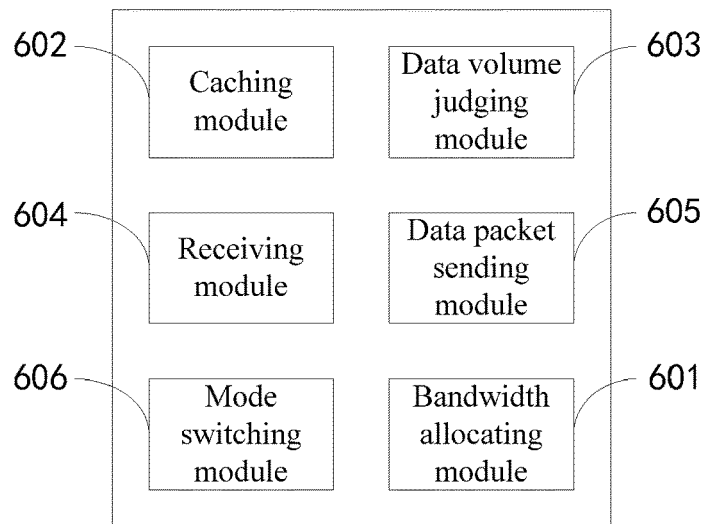 602
Caching
module
Data volume
judging
module
603
604
Receiving
module
Data packet
sending
module
605
606
Mode
switching
module
Bandwidth
allocating
module
601